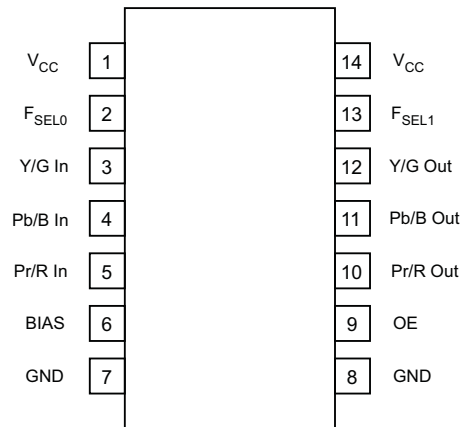 V_CC 1 14 V_CC
F_SEL0 2 13 F_SEL1
Y/G In 3 12 Y/G Out
Pb/B In 4 11 Pb/B Out
Pr/R In 5 10 Pr/R Out
BIAS 6 9 OE
GND 7 8 GND